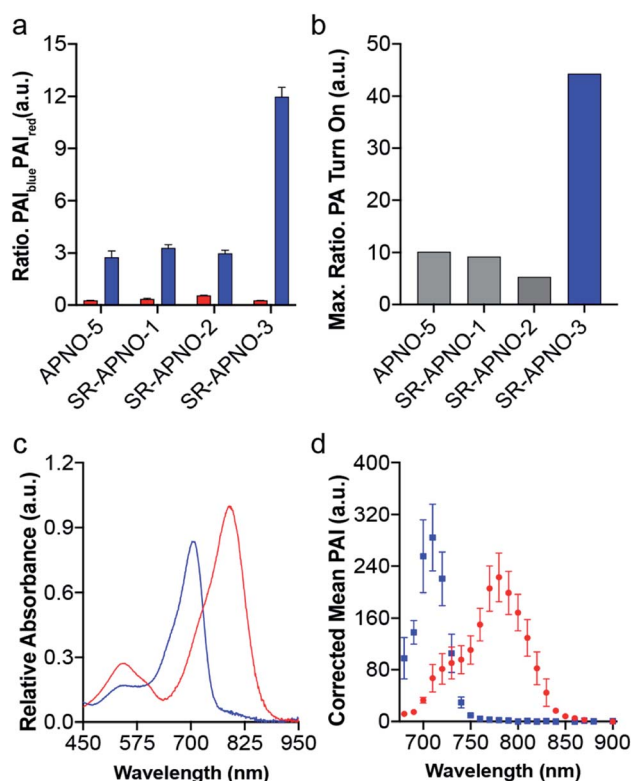 a
Ratio. PAI_blue PAI_red (a.u.)
15
12
9
6
3
0
APNO-5
SR-APNO-1
SR-APNO-2
SR-APNO-3
b
Max. Ratio. PA Turn On (a.u.)
50
40
30
20
10
0
APNO-5
SR-APNO-1
SR-APNO-2
SR-APNO-3
c
Relative Absorbance (a.u.)
1.2
0.9
0.6
0.3
0.0
450 575 700 825 950
Wavelength (nm)
d
Corrected Mean PAI (a.u.)
400
320
240
160
80
0
700 750 800 850 900
Wavelength (nm)